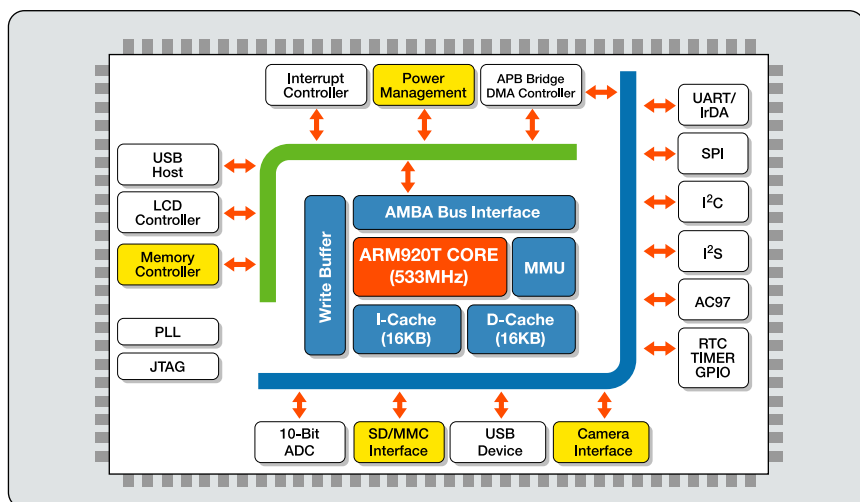 Interrupt
Controller
Power
Management
APB Bridge
DMA Controller
UART/
IrDA
USB
Host
SPI
LCD
Controller
AMBA Bus Interface
I²C
Memory
Controller
Write Buffer
ARM920T CORE
(533MHz)
MMU
I²S
I-Cache
(16KB)
D-Cache
(16KB)
AC97
PLL
JTAG
RTC
TIMER
GPIO
10-Bit
ADC
SD/MMC
Interface
USB
Device
Camera
Interface